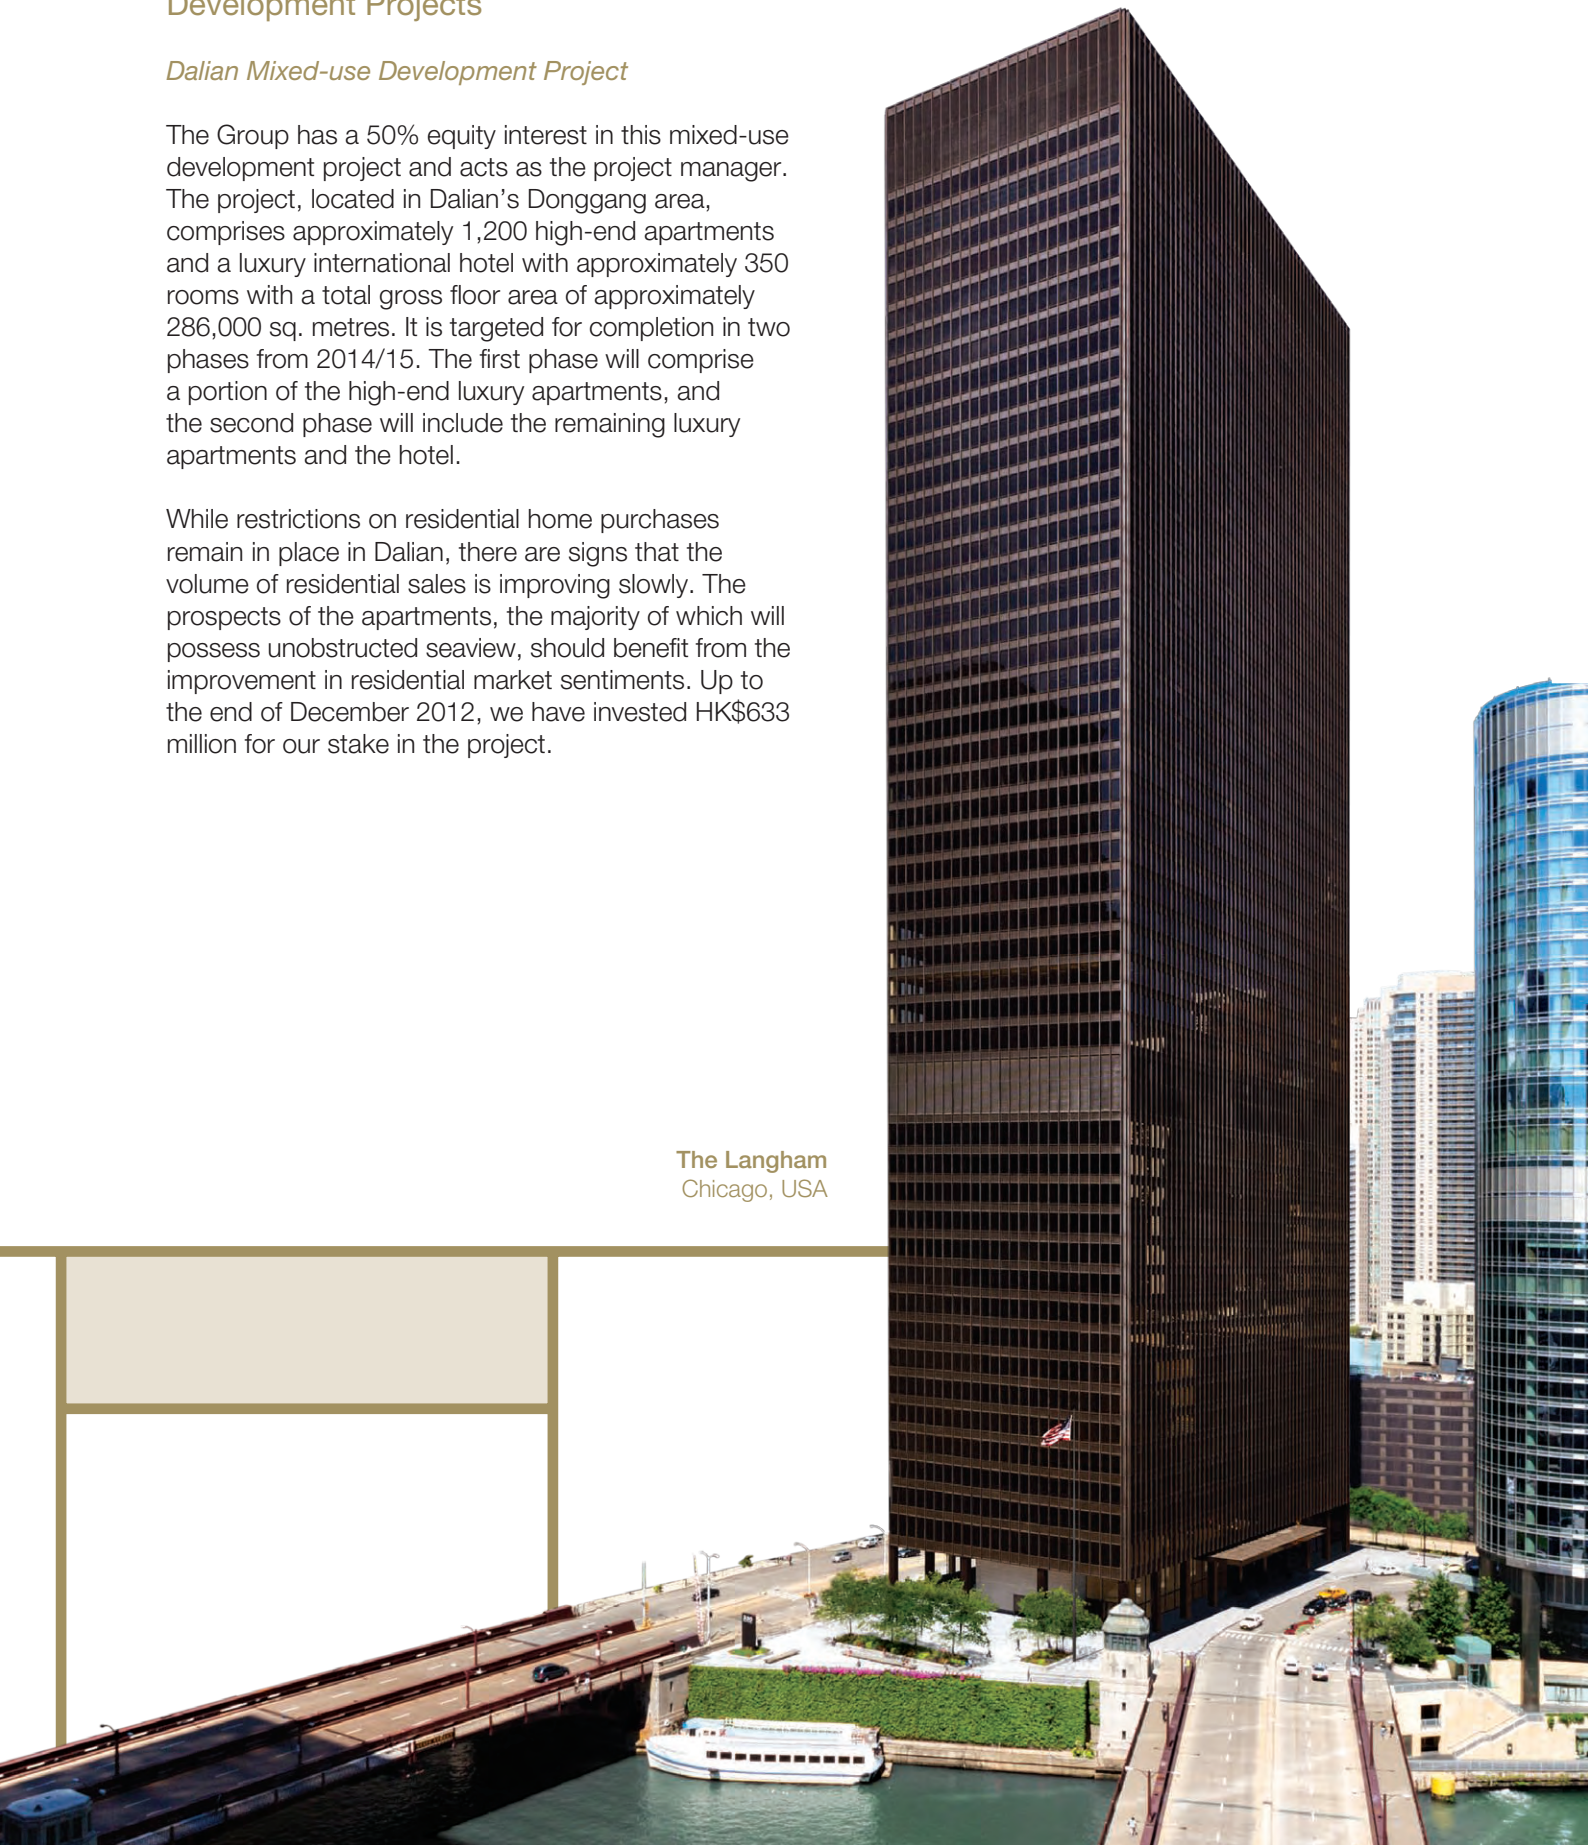 Development Projects
Dalian Mixed-use Development Project
The Group has a 50% equity interest in this mixed-use
development project and acts as the project manager.
The project, located in Dalian’s Donggang area,
comprises approximately 1,200 high-end apartments
and a luxury international hotel with approximately 350
rooms with a total gross floor area of approximately
286,000 sq. metres. It is targeted for completion in two
phases from 2014/15. The first phase will comprise
a portion of the high-end luxury apartments, and
the second phase will include the remaining luxury
apartments and the hotel.
While restrictions on residential home purchases
remain in place in Dalian, there are signs that the
volume of residential sales is improving slowly. The
prospects of the apartments, the majority of which will
possess unobstructed seaview, should benefit from the
improvement in residential market sentiments. Up to
the end of December 2012, we have invested HK$633
million for our stake in the project.
The Langham
Chicago, USA